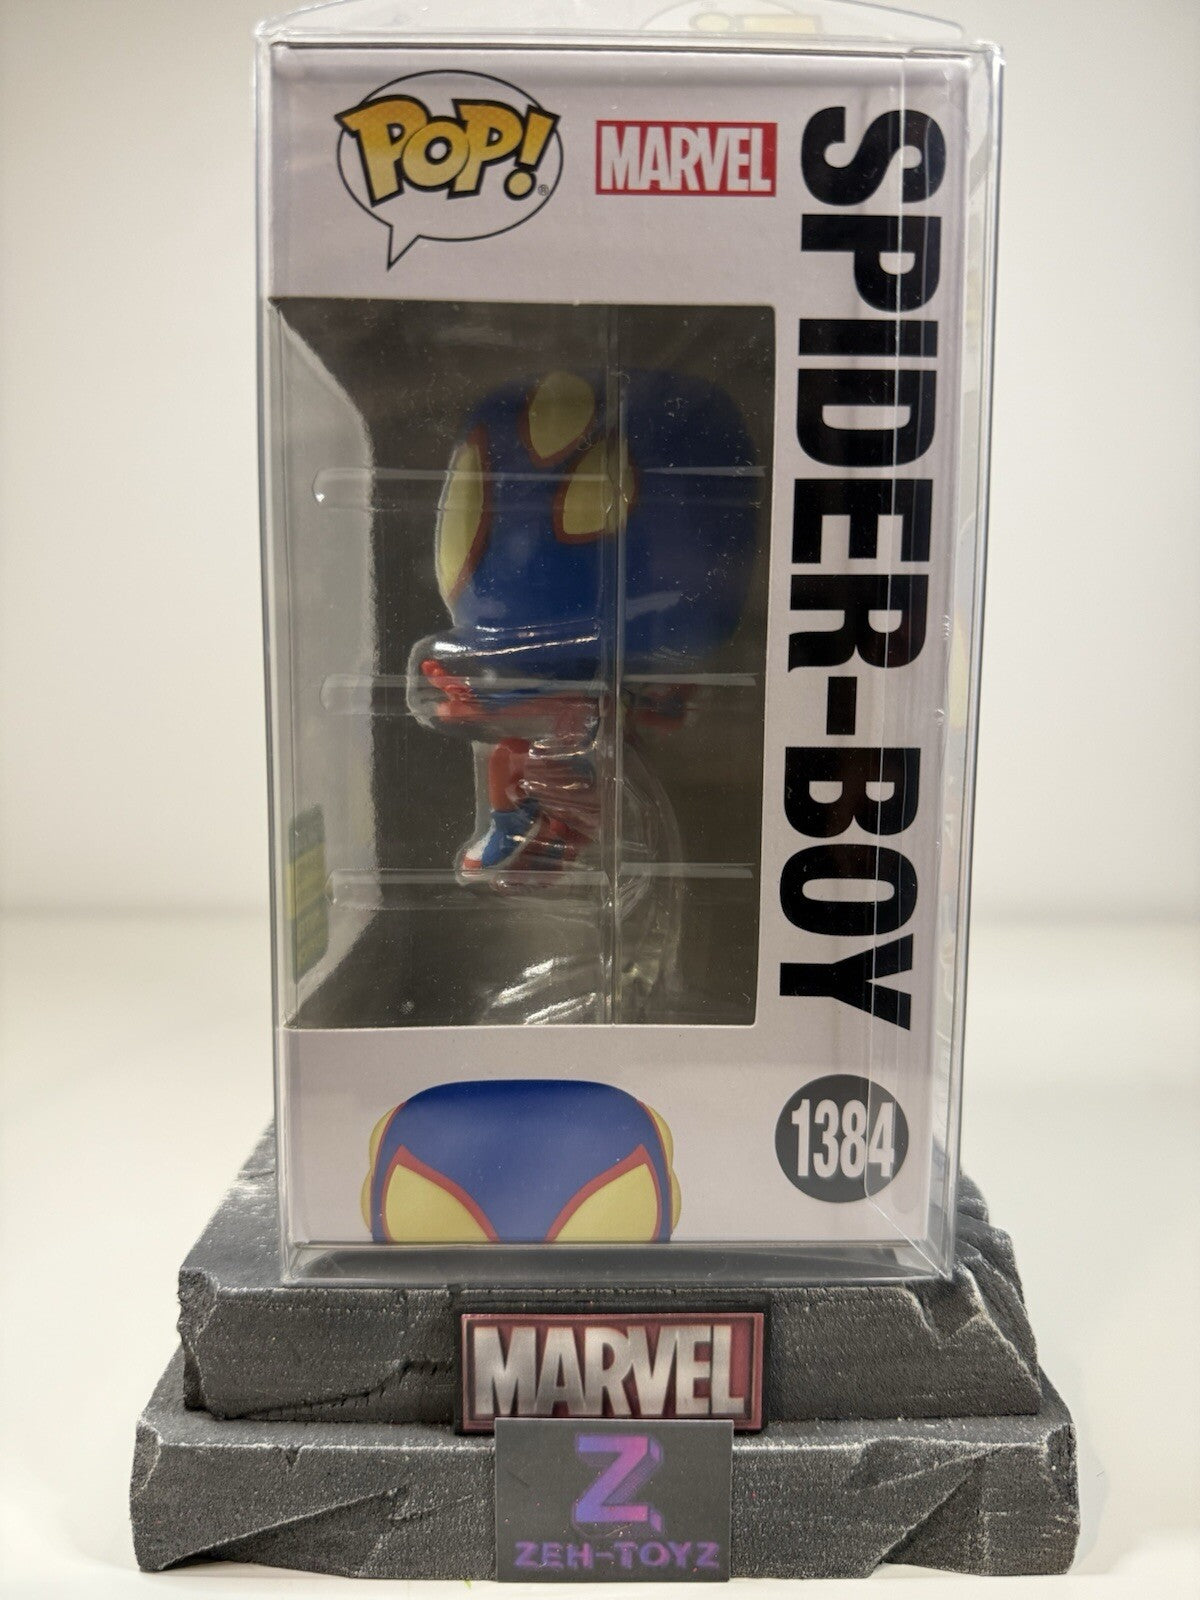 POP!
®
MARVEL
SPIDER-BOY
1384
MARVEL
Z
ZEH-TOYZ